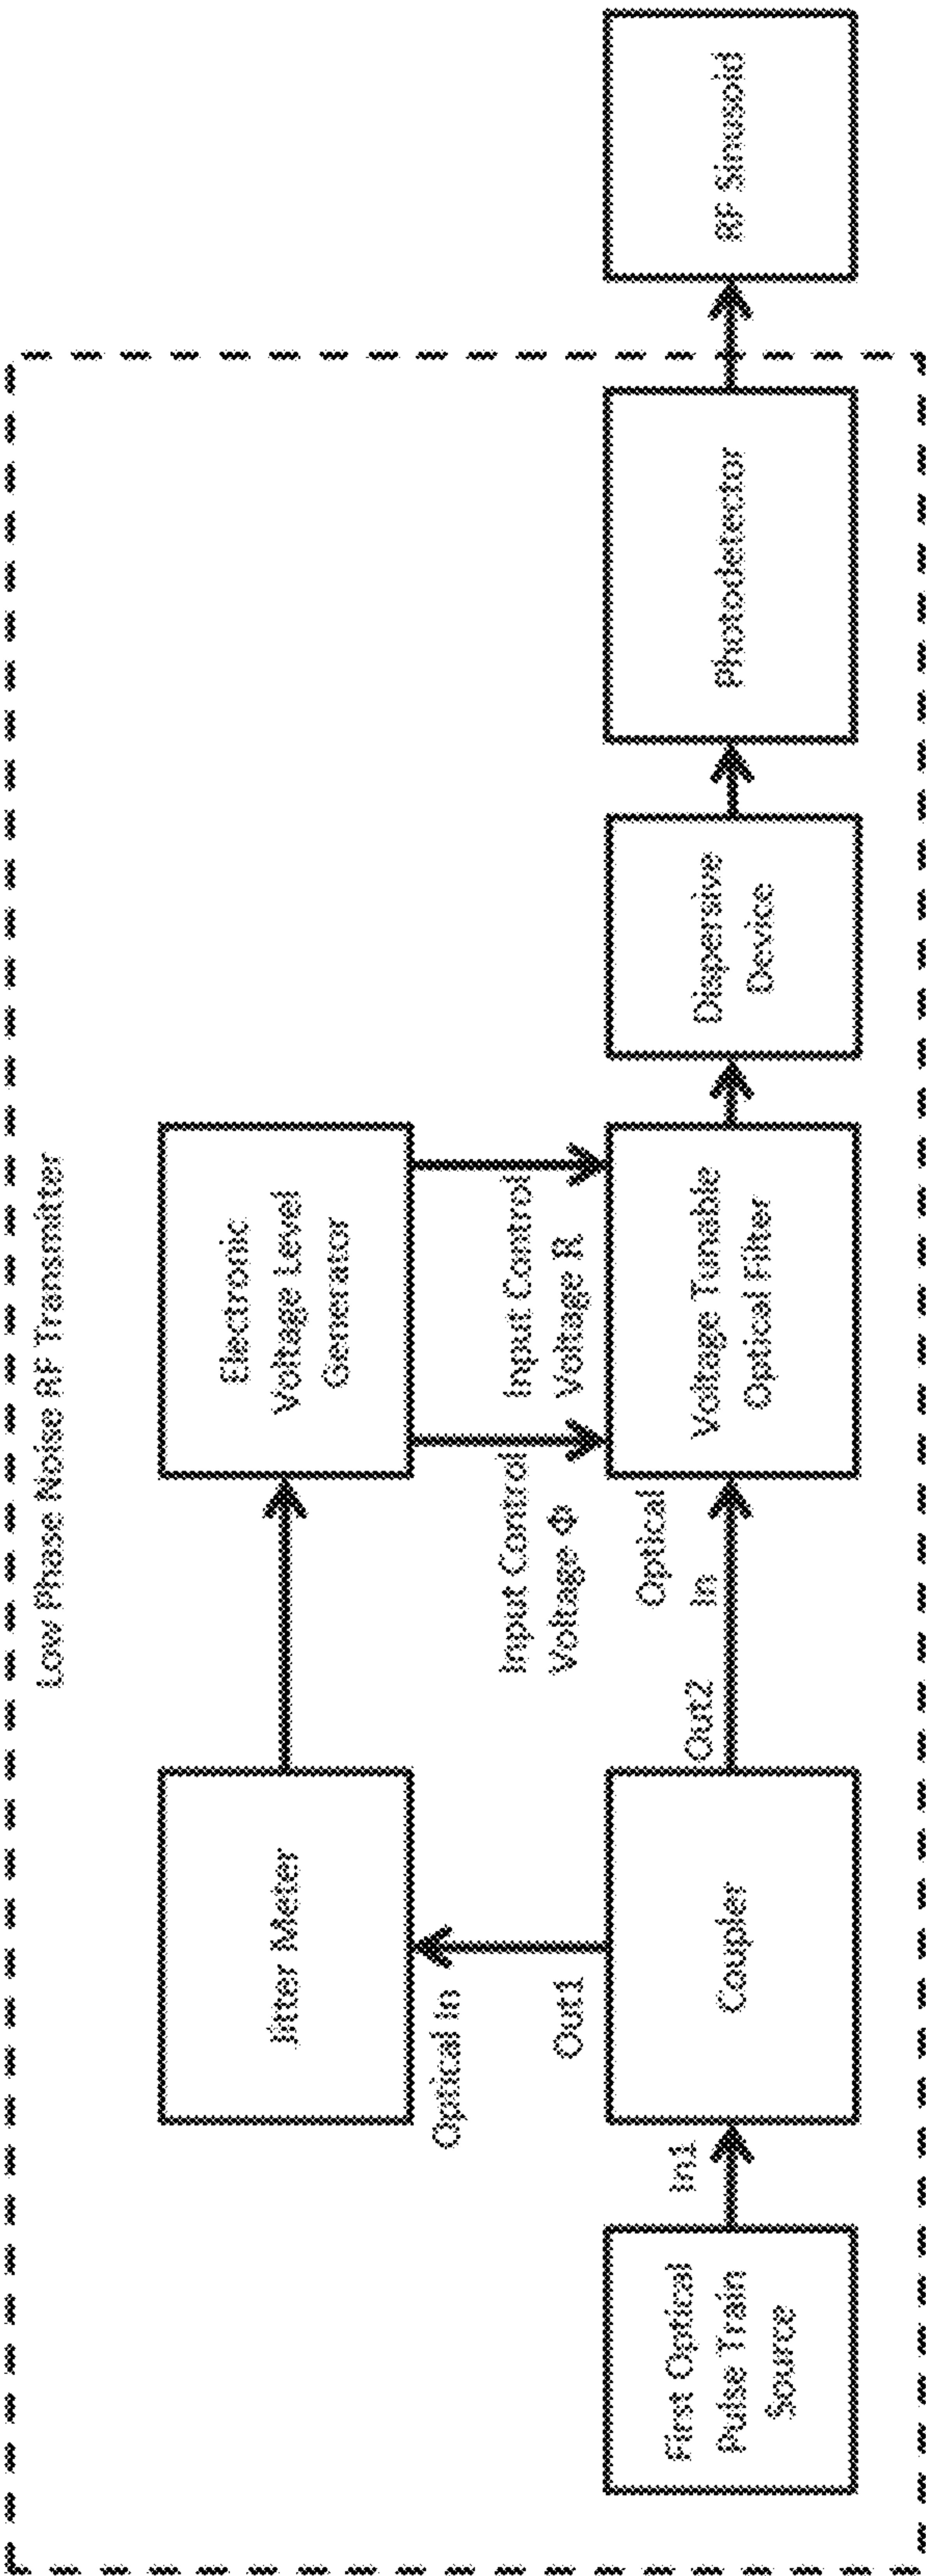 Low Phase Noise RF Transmitter
Jitter Meter
Electronic
Voltage Level
Generator
Optical In
Out1
Input Control
Voltage Φ
Input Control
Voltage R
First Optical
Pulse Train
Source
In1
Coupler
Out2
Optical
In
Voltage Tunable
Optical Filter
Dispersive
Device
Photodetector
RF Sinusoid